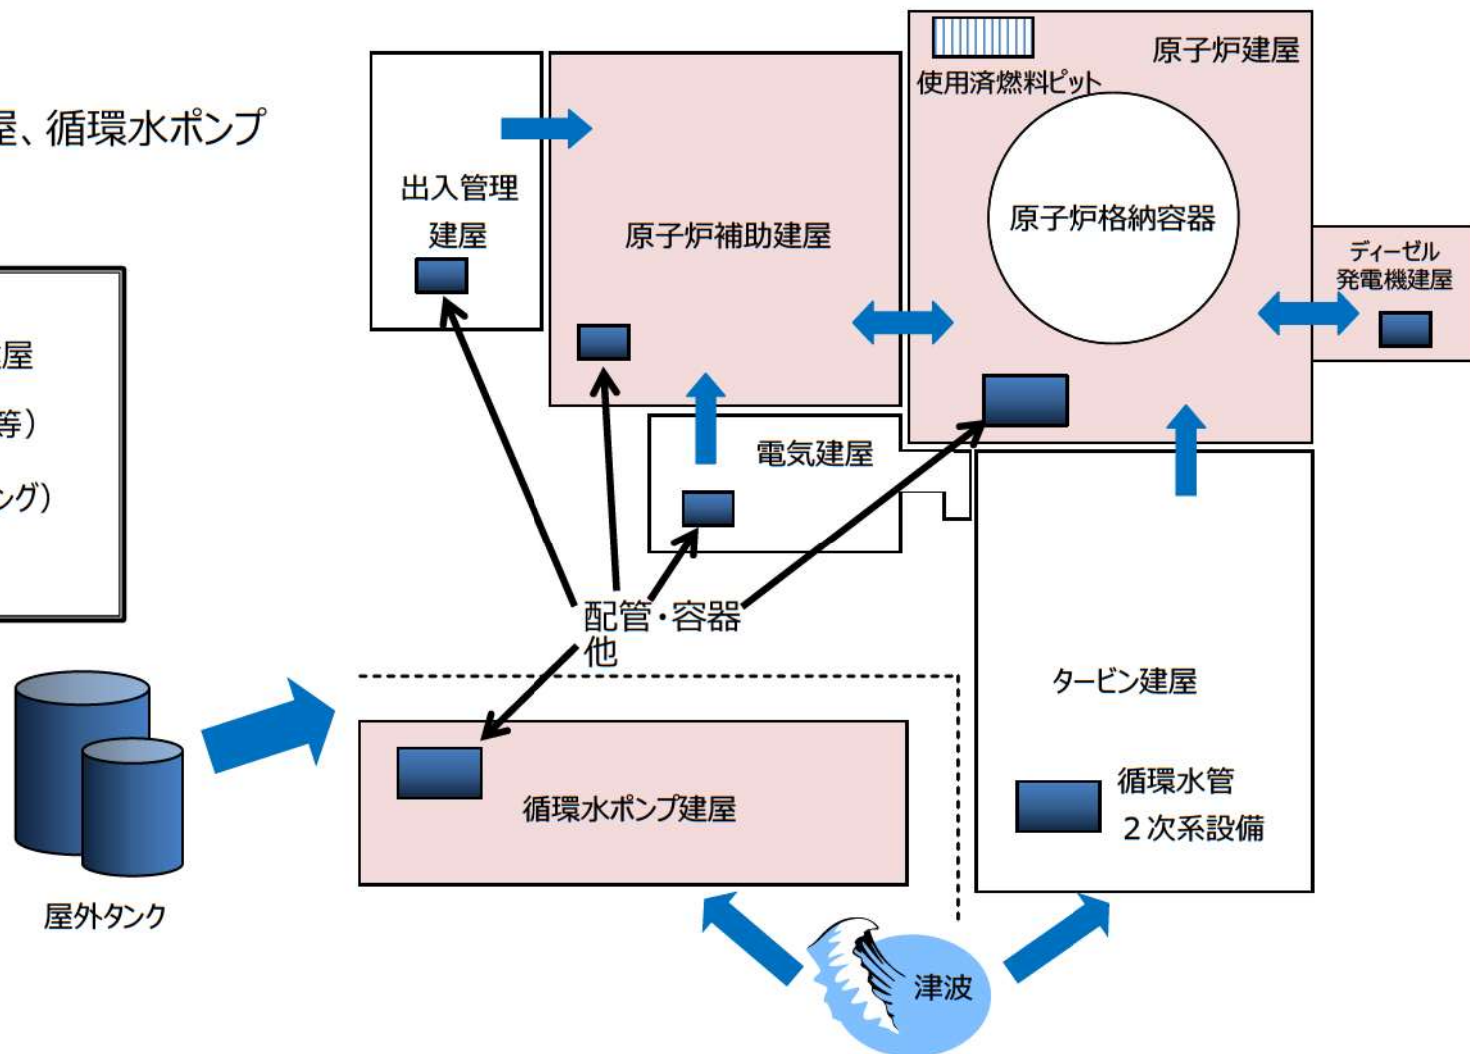 屋、循環水ポンプ
屋
等）
ング）
屋外タンク
出入管理
建屋
原子炉補助建屋
使用済燃料ピット
原子炉建屋
原子炉格納容器
ディーゼル
発電機建屋
電気建屋
配管・容器
他
循環水ポンプ建屋
タービン建屋
循環水管
２次系設備
津波